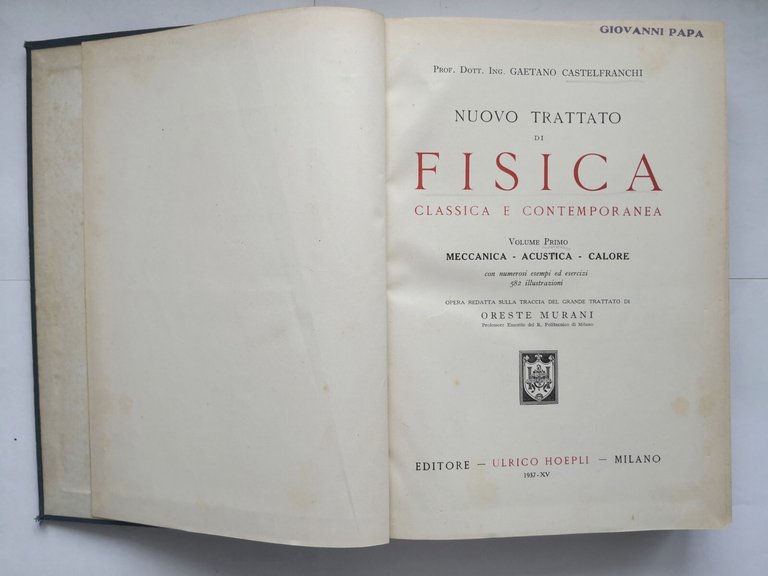 GIOVANNI PAPA
PROF. DOTT. ING. GAETANO CASTELFRANCHI
NUOVO TRATTATO
DI
FISICA
CLASSICA E CONTEMPORANEA
VOLUME PRIMO
MECCANICA - ACUSTICA - CALORE
con numerosi esempi ed esercizi
582 illustrazioni
OPERA REDATTA SULLA TRACCIA DEL GRANDE TRATTATO DI
ORESTE MURANI
Professore Emerito del R. Politecnico di Milano
EDITORE — ULRICO HOEPLI — MILANO
1937-XV